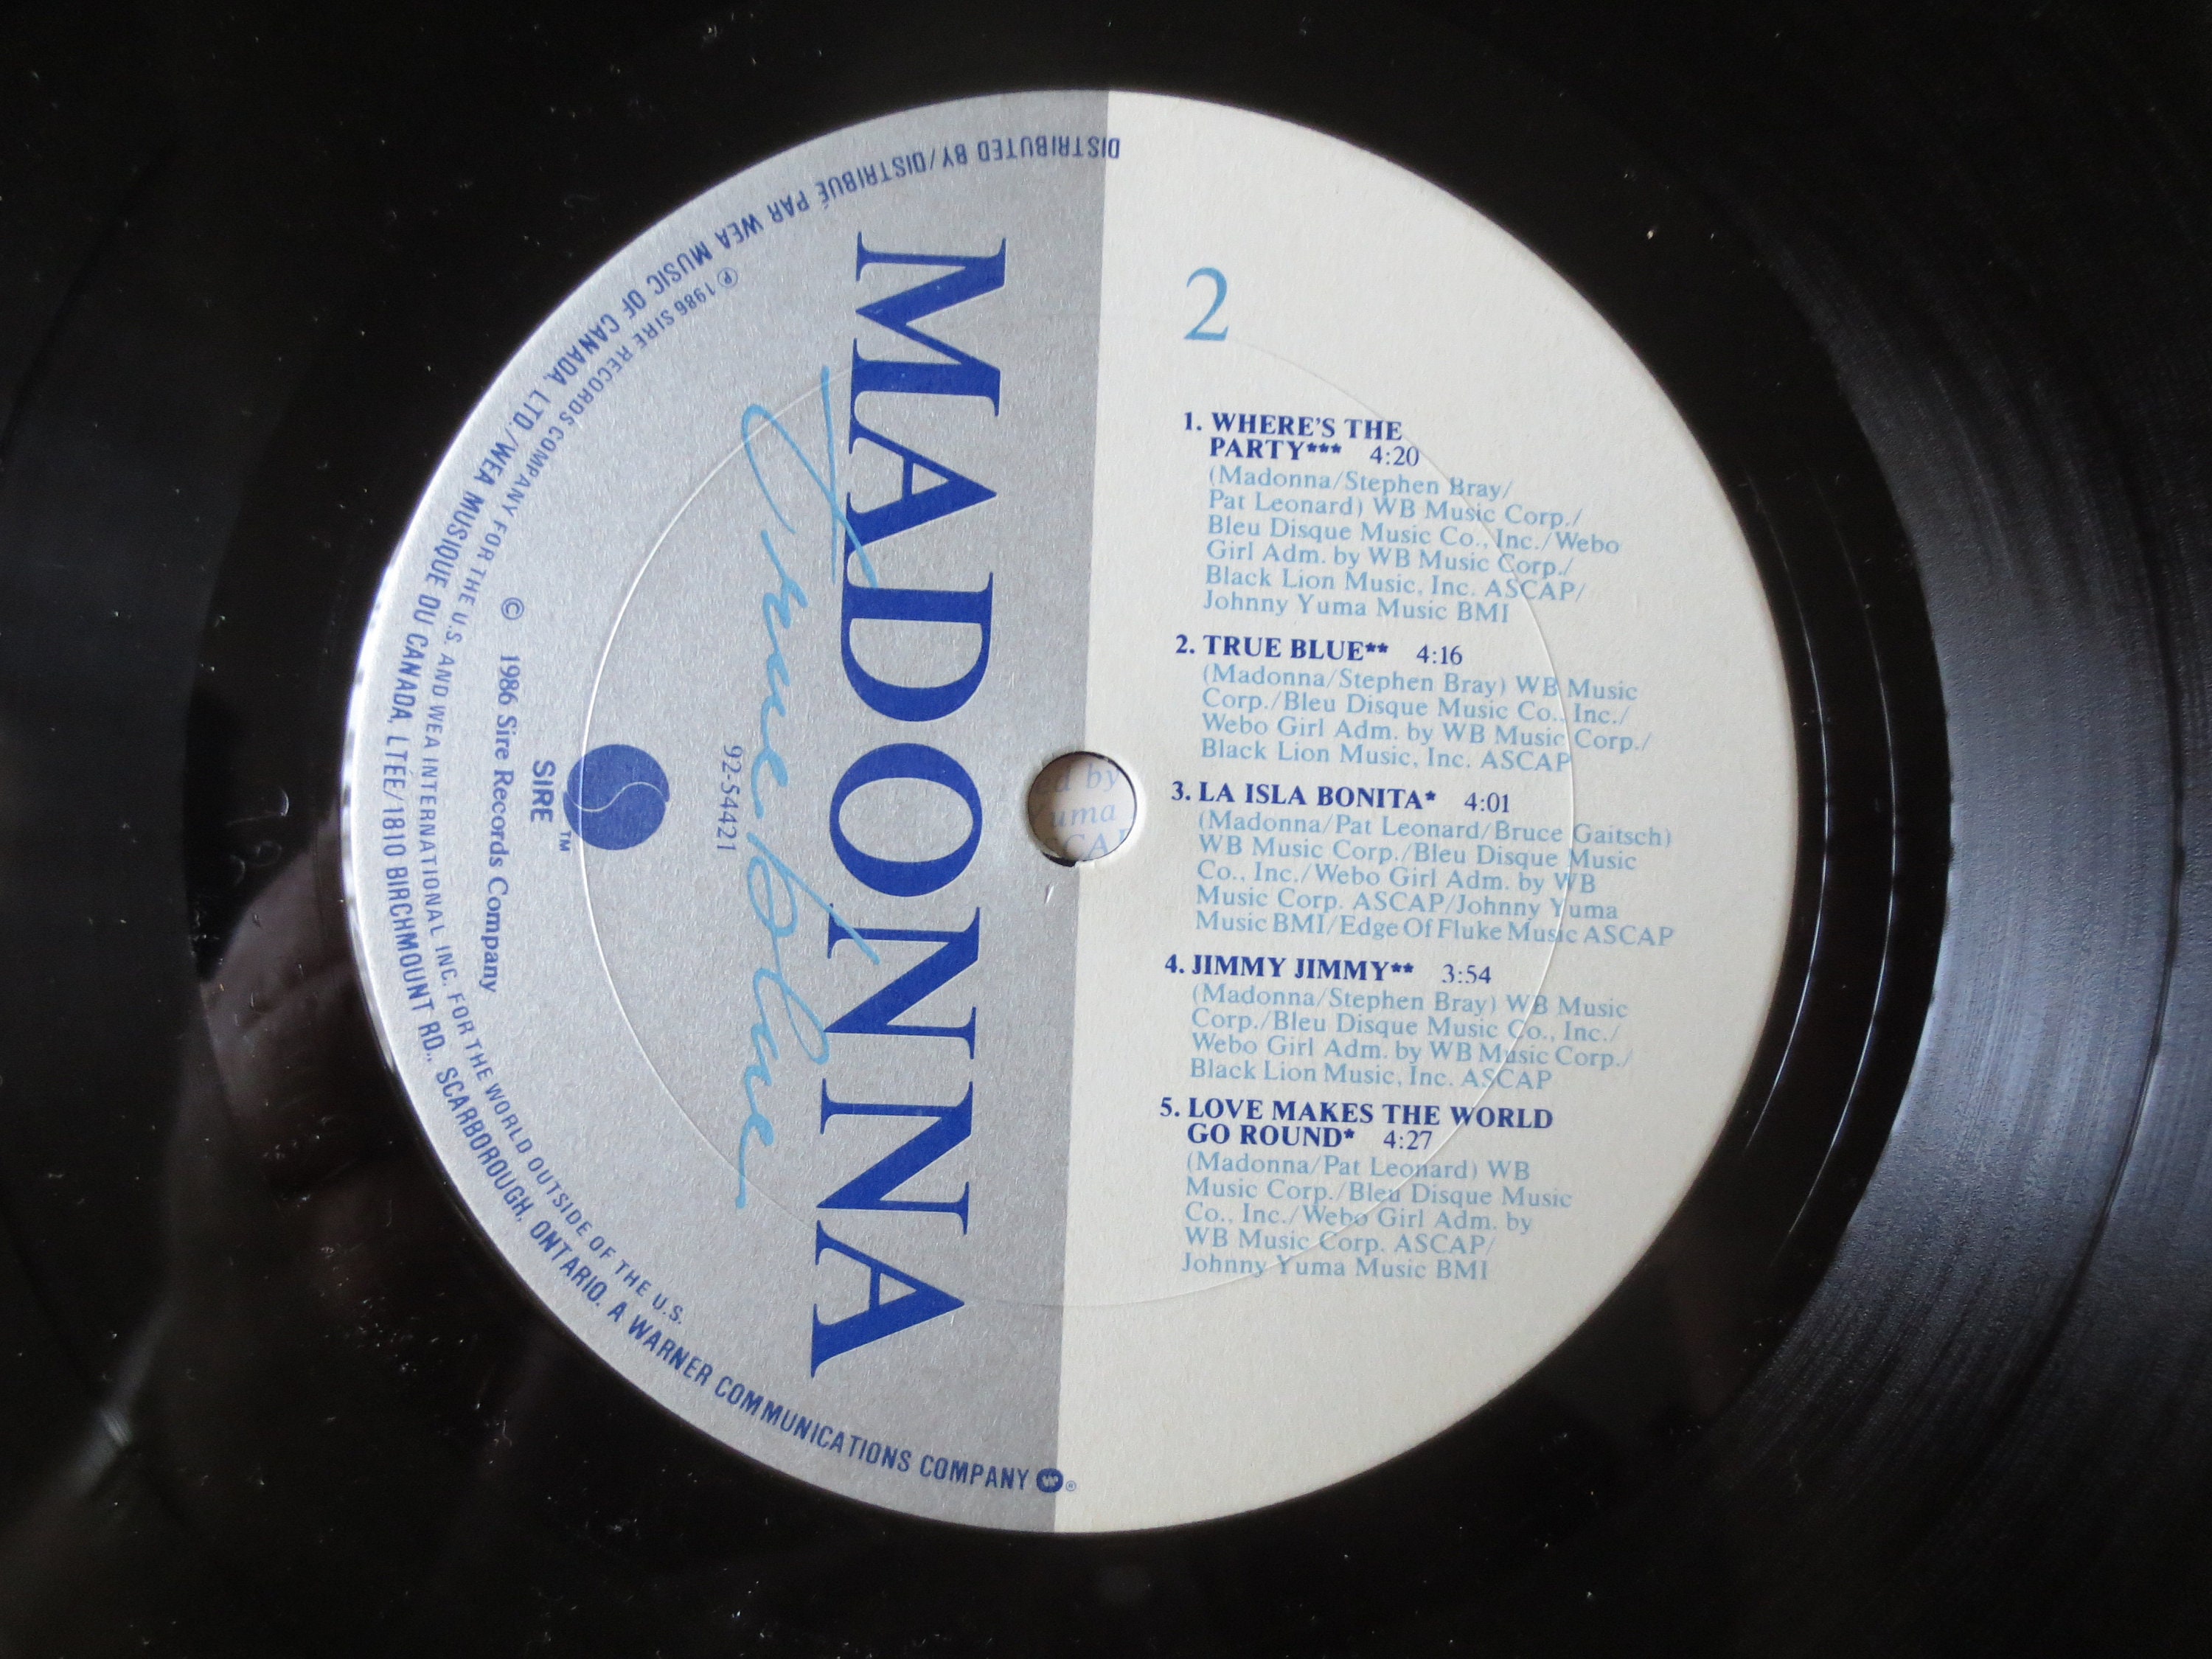 MADONNA
True Blue
92-54421
SIRE
™
© 1986 Sire Records Company
℗ 1986 SIRE RECORDS COMPANY FOR THE U.S. AND WEA INTERNATIONAL INC. FOR THE WORLD OUTSIDE OF THE U.S.
DISTRIBUTED BY/DISTRIBUÉ PAR WEA MUSIC OF CANADA, LTD./WEA MUSIQUE DU CANADA, LTÉE/1810 BIRCHMOUNT RD., SCARBOROUGH, ONTARIO. A WARNER COMMUNICATIONS COMPANY ®
2
1. WHERE'S THE
PARTY*** 4:20
(Madonna/Stephen Bray/
Pat Leonard) WB Music Corp./
Bleu Disque Music Co., Inc./Webo
Girl Adm. by WB Music Corp./
Black Lion Music, Inc. ASCAP/
Johnny Yuma Music BMI
2. TRUE BLUE** 4:16
(Madonna/Stephen Bray) WB Music
Corp./Bleu Disque Music Co., Inc./
Webo Girl Adm. by WB Music Corp./
Black Lion Music, Inc. ASCAP
3. LA ISLA BONITA* 4:01
(Madonna/Pat Leonard/Bruce Gaitsch)
WB Music Corp./Bleu Disque Music
Co., Inc./Webo Girl Adm. by WB
Music Corp. ASCAP/Johnny Yuma
Music BMI/Edge Of Fluke Music ASCAP
4. JIMMY JIMMY** 3:54
(Madonna/Stephen Bray) WB Music
Corp./Bleu Disque Music Co., Inc./
Webo Girl Adm. by WB Music Corp./
Black Lion Music, Inc. ASCAP
5. LOVE MAKES THE WORLD
GO ROUND* 4:27
(Madonna/Pat Leonard) WB
Music Corp./Bleu Disque Music
Co., Inc./Webo Girl Adm. by
WB Music Corp. ASCAP/
Johnny Yuma Music BMI
by
uma